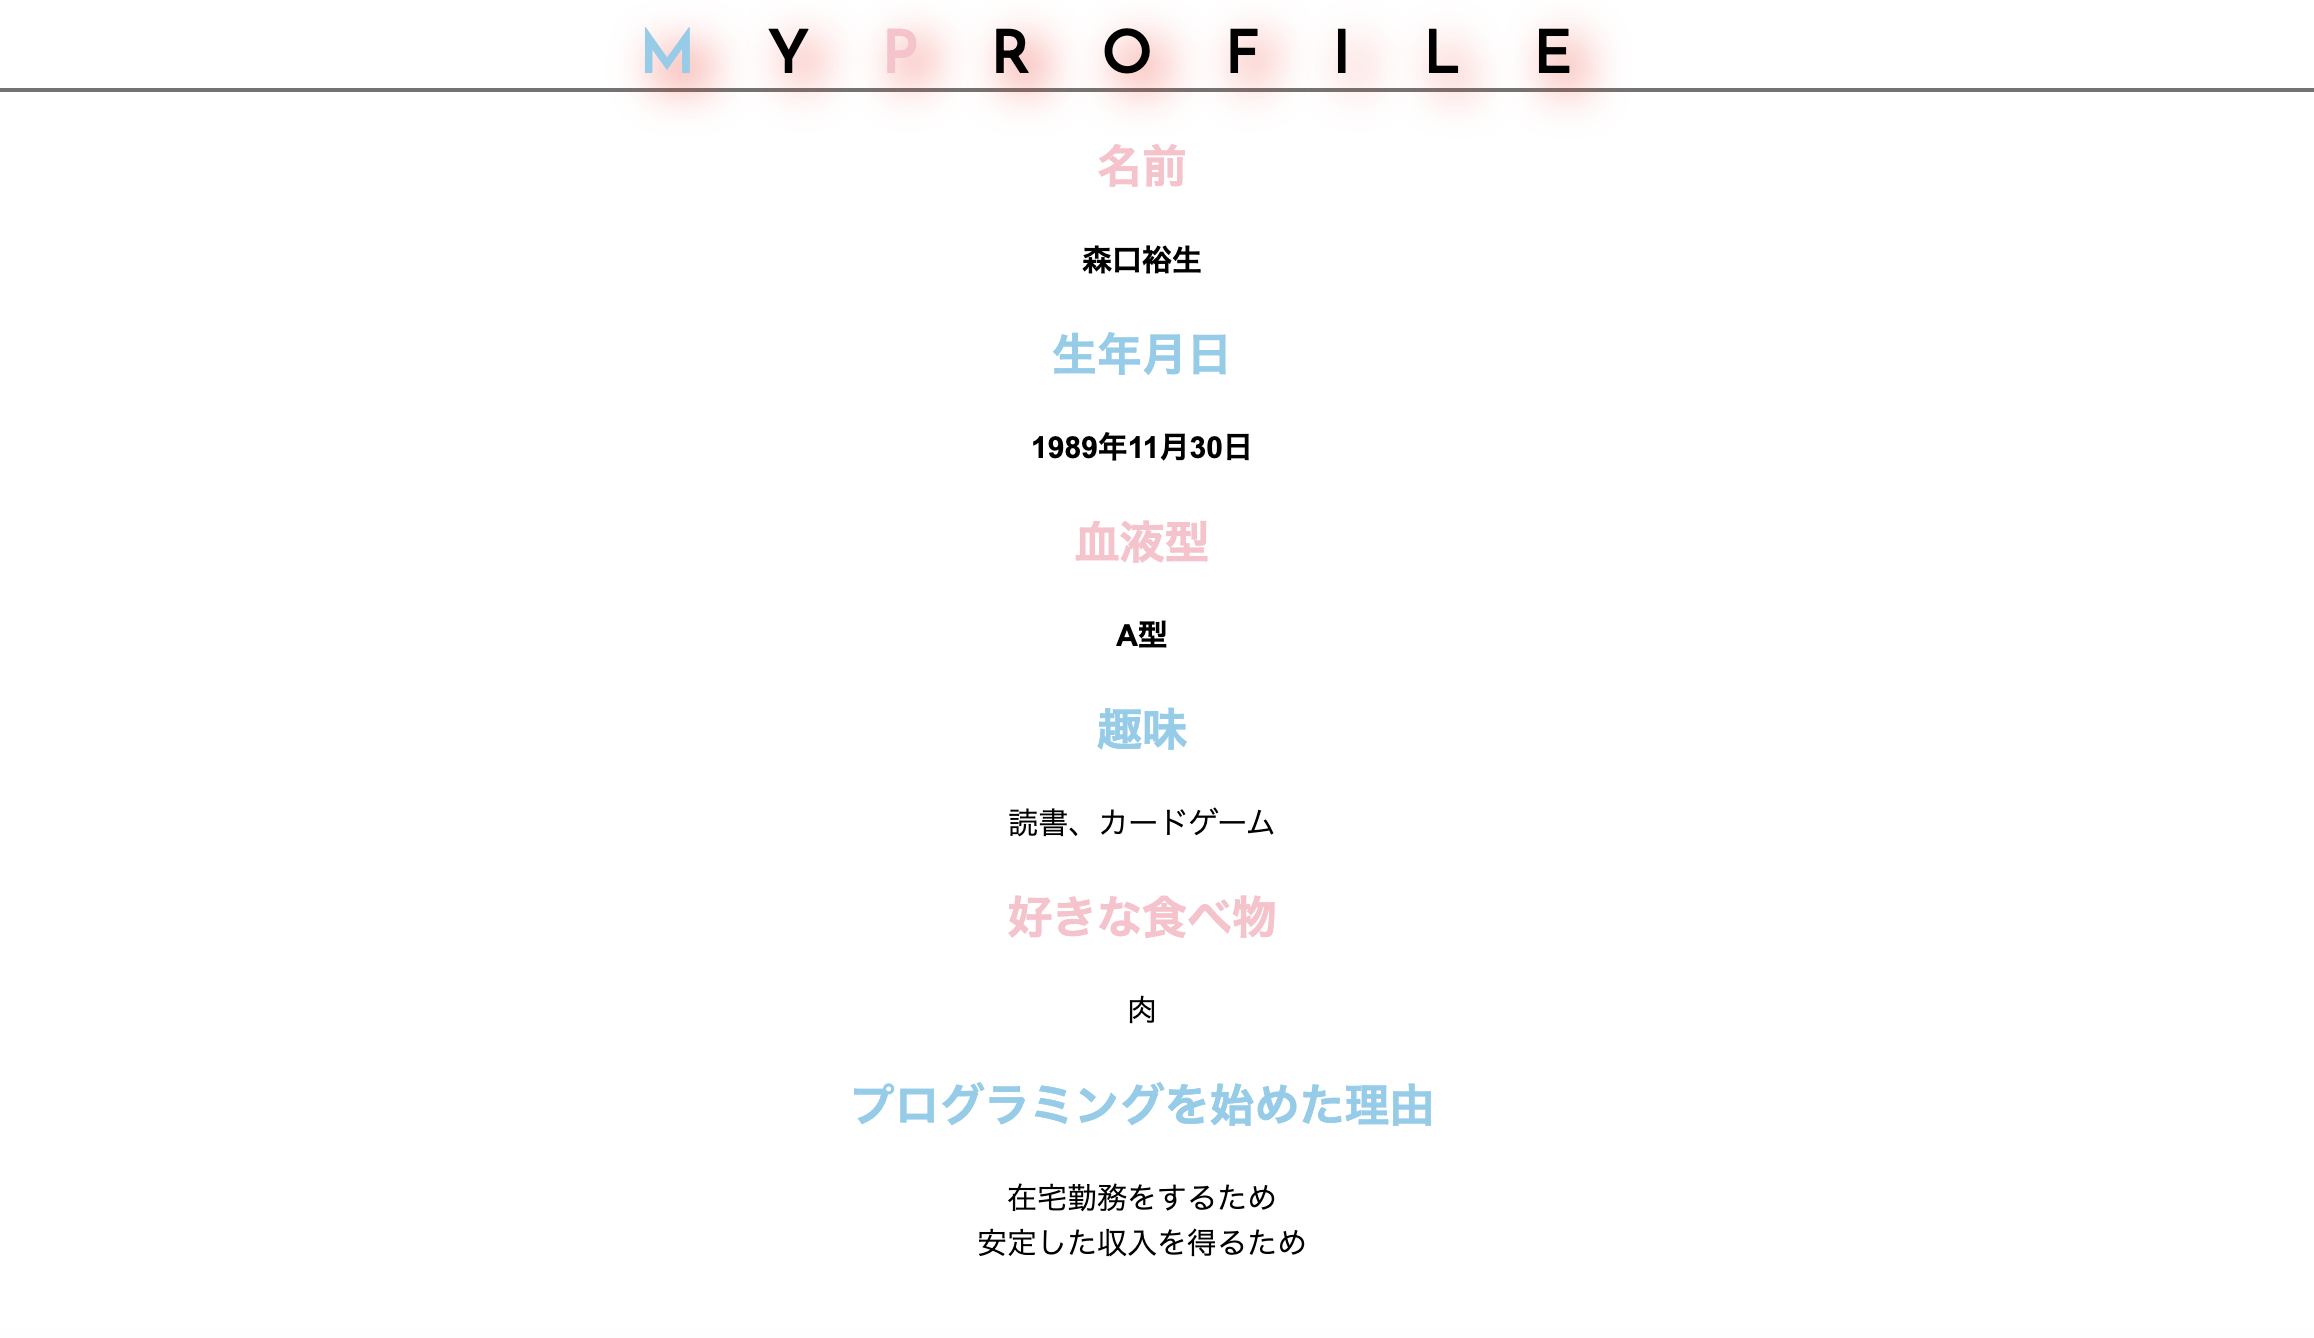 MYPROFILE
名前
森口裕生
生年月日
1989年11月30日
血液型
A型
趣味
読書、カードゲーム
好きな食べ物
肉
プログラミングを始めた理由
在宅勤務をするため
安定した収入を得るため